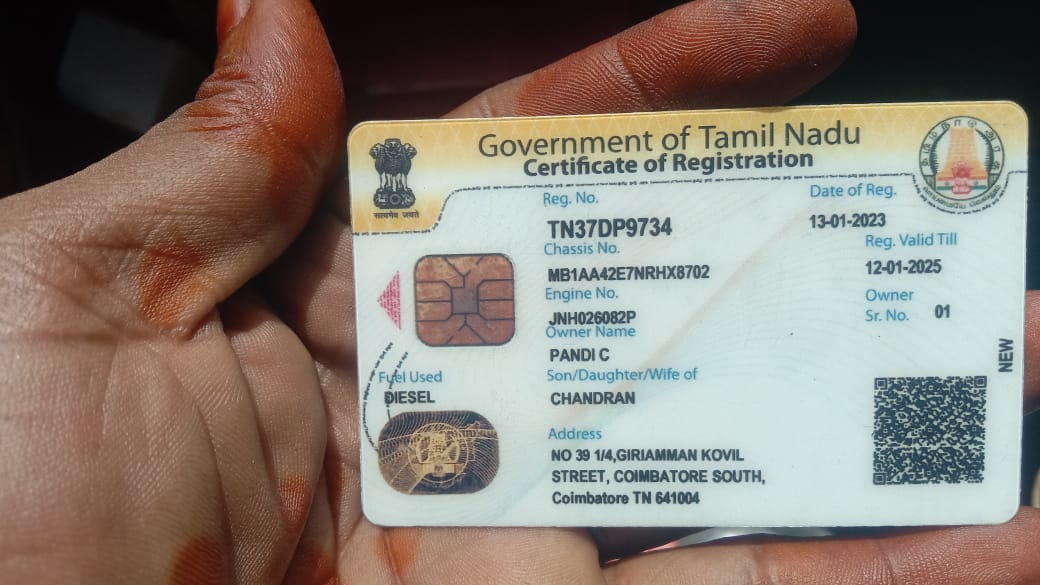 Government of Tamil Nadu
Certificate of Registration
सत्यमेव जयते
Reg. No.
TN37DP9734
Date of Reg.
13-01-2023
Chassis No.
MB1AA42E7NRHX8702
Reg. Valid Till
12-01-2025
Engine No.
JNH026082P
Owner
Sr. No. 01
Owner Name
PANDI C
NEW
Fuel Used
DIESEL
Son/Daughter/Wife of
CHANDRAN
Address
NO 39 1/4,GIRIAMMAN KOVIL
STREET, COIMBATORE SOUTH,
Coimbatore TN 641004